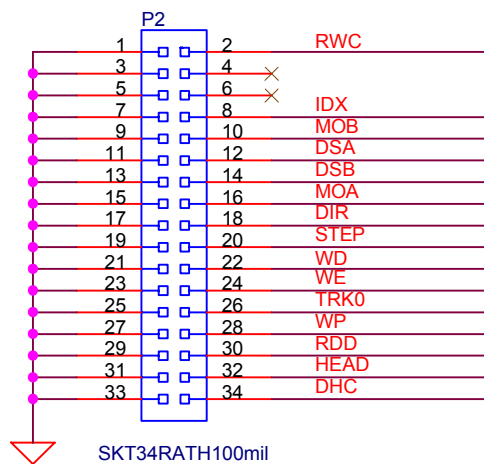 P2
1 2 RWC
3 4
5 6
7 8 IDX
9 10 MOB
11 12 DSA
13 14 DSB
15 16 MOA
17 18 DIR
19 20 STEP
21 22 WD
23 24 WE
25 26 TRK0
27 28 WP
29 30 RDD
31 32 HEAD
33 34 DHC
SKT34RATH100mil